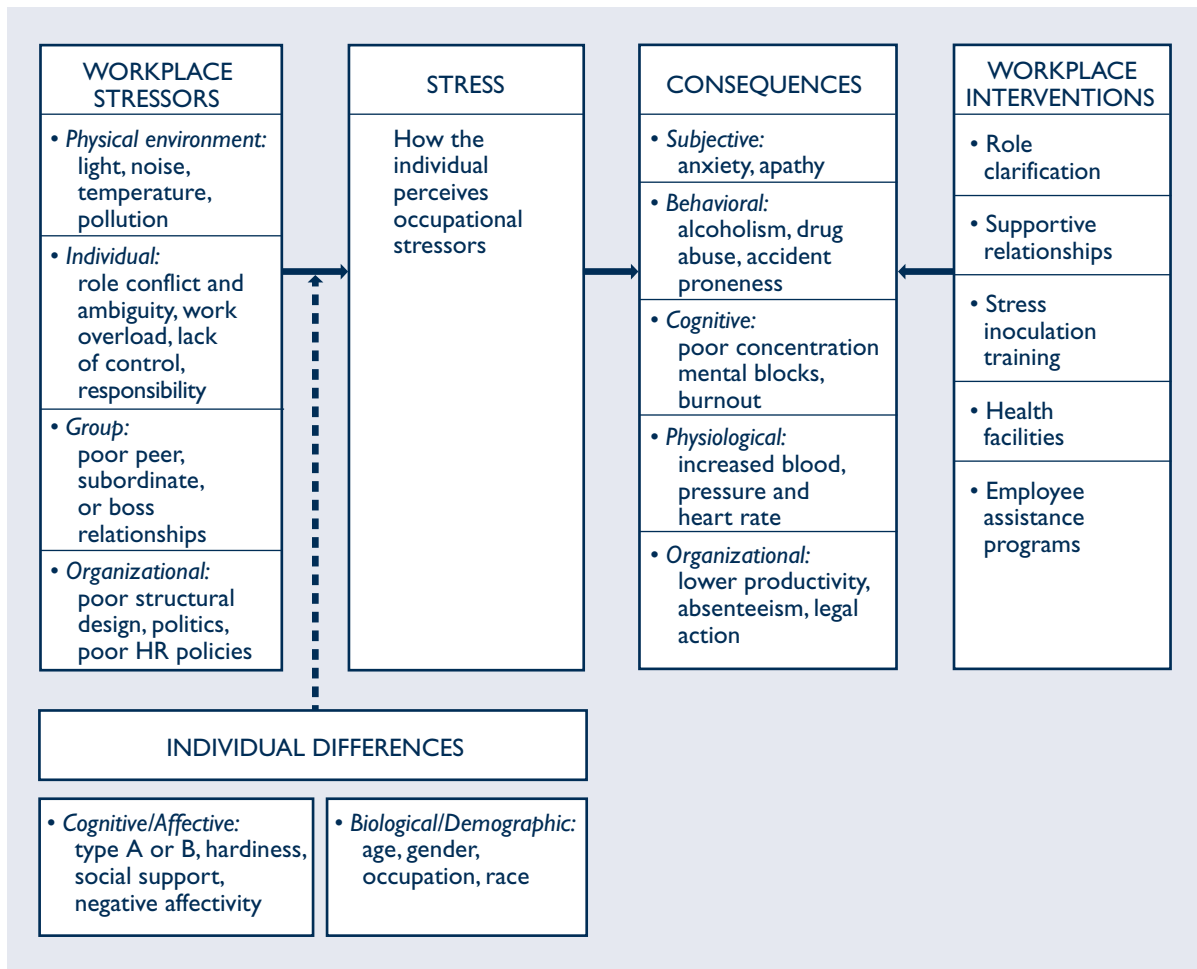 WORKPLACE
STRESSORS
• Physical environment:
light, noise,
temperature,
pollution
• Individual:
role conflict and
ambiguity, work
overload, lack
of control,
responsibility
• Group:
poor peer,
subordinate,
or boss
relationships
• Organizational:
poor structural
design, politics,
poor HR policies
STRESS
How the
individual
perceives
occupational
stressors
CONSEQUENCES
• Subjective:
anxiety, apathy
• Behavioral:
alcoholism, drug
abuse, accident
proneness
• Cognitive:
poor concentration
mental blocks,
burnout
• Physiological:
increased blood,
pressure and
heart rate
• Organizational:
lower productivity,
absenteeism, legal
action
WORKPLACE
INTERVENTIONS
• Role
clarification
• Supportive
relationships
• Stress
inoculation
training
• Health
facilities
• Employee
assistance
programs
INDIVIDUAL DIFFERENCES
• Cognitive/Affective:
type A or B, hardiness,
social support,
negative affectivity
• Biological/Demographic:
age, gender,
occupation, race